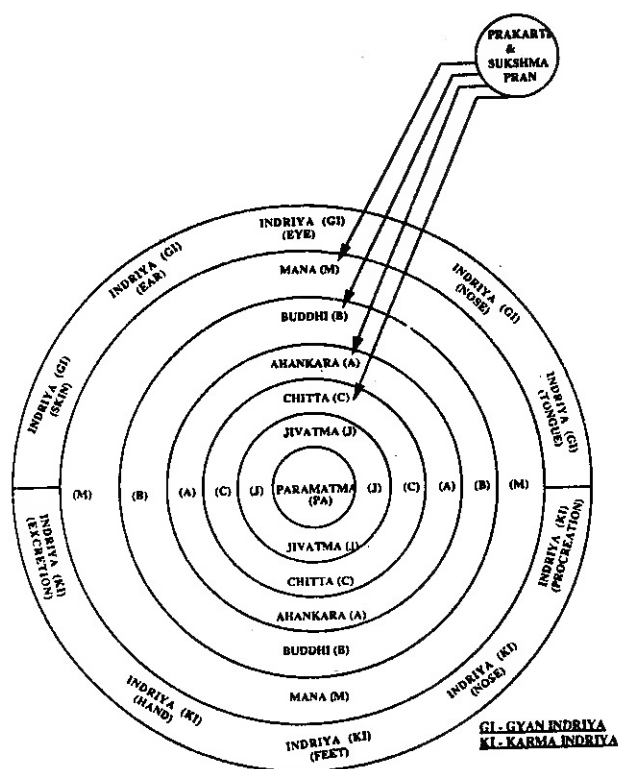 PRAKARTI
&
SUKSHMA
PRAN
INDRIYA (GI)
(EYE)
INDRIYA (GI)
(EAR)
INDRIYA (GI)
(NOSE)
INDRIYA (GI)
(SKIN)
INDRIYA (GI)
(TONGUE)
MANA (M)
BUDDHI (B)
AHANKARA (A)
CHITTA (C)
JIVATMA (J)
(M) (B) (A) (C) (J) PARAMATMA (J) (C) (A) (B) (M)
(PA)
JIVATMA (J)
CHITTA (C)
AHANKARA (A)
BUDDHI (B)
MANA (M)
INDRIYA (KI)
(EXCRETION)
INDRIYA (KI)
(PROCREATION)
INDRIYA (KI)
(HAND)
INDRIYA (KI)
(NOSE)
INDRIYA (KI)
(FEET)
GI - GYAN INDRIYA
KI - KARMA INDRIYA